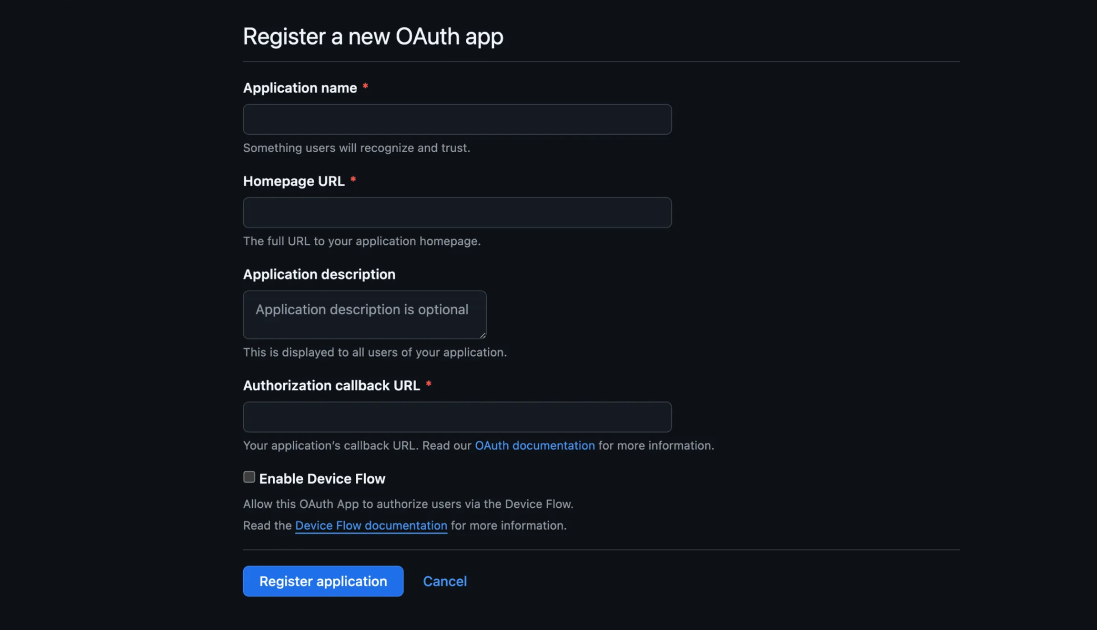 Register a new OAuth app
Application name *
Something users will recognize and trust.
Homepage URL *
The full URL to your application homepage.
Application description
Application description is optional
This is displayed to all users of your application.
Authorization callback URL *
Your application's callback URL. Read our OAuth documentation for more information.
Enable Device Flow
Allow this OAuth App to authorize users via the Device Flow.
Read the Device Flow documentation for more information.
Register application Cancel